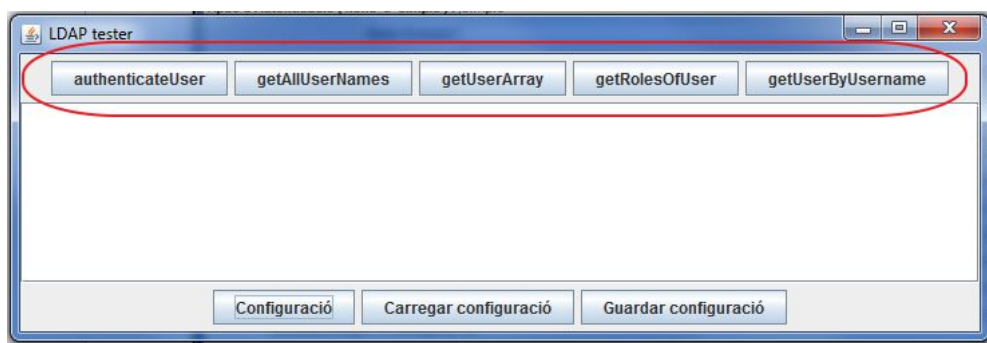 LDAP tester
authenticateUser getAllUserNames getUserArray getRolesOfUser getUserByUsername
Configuració Carregar configuració Guardar configuració